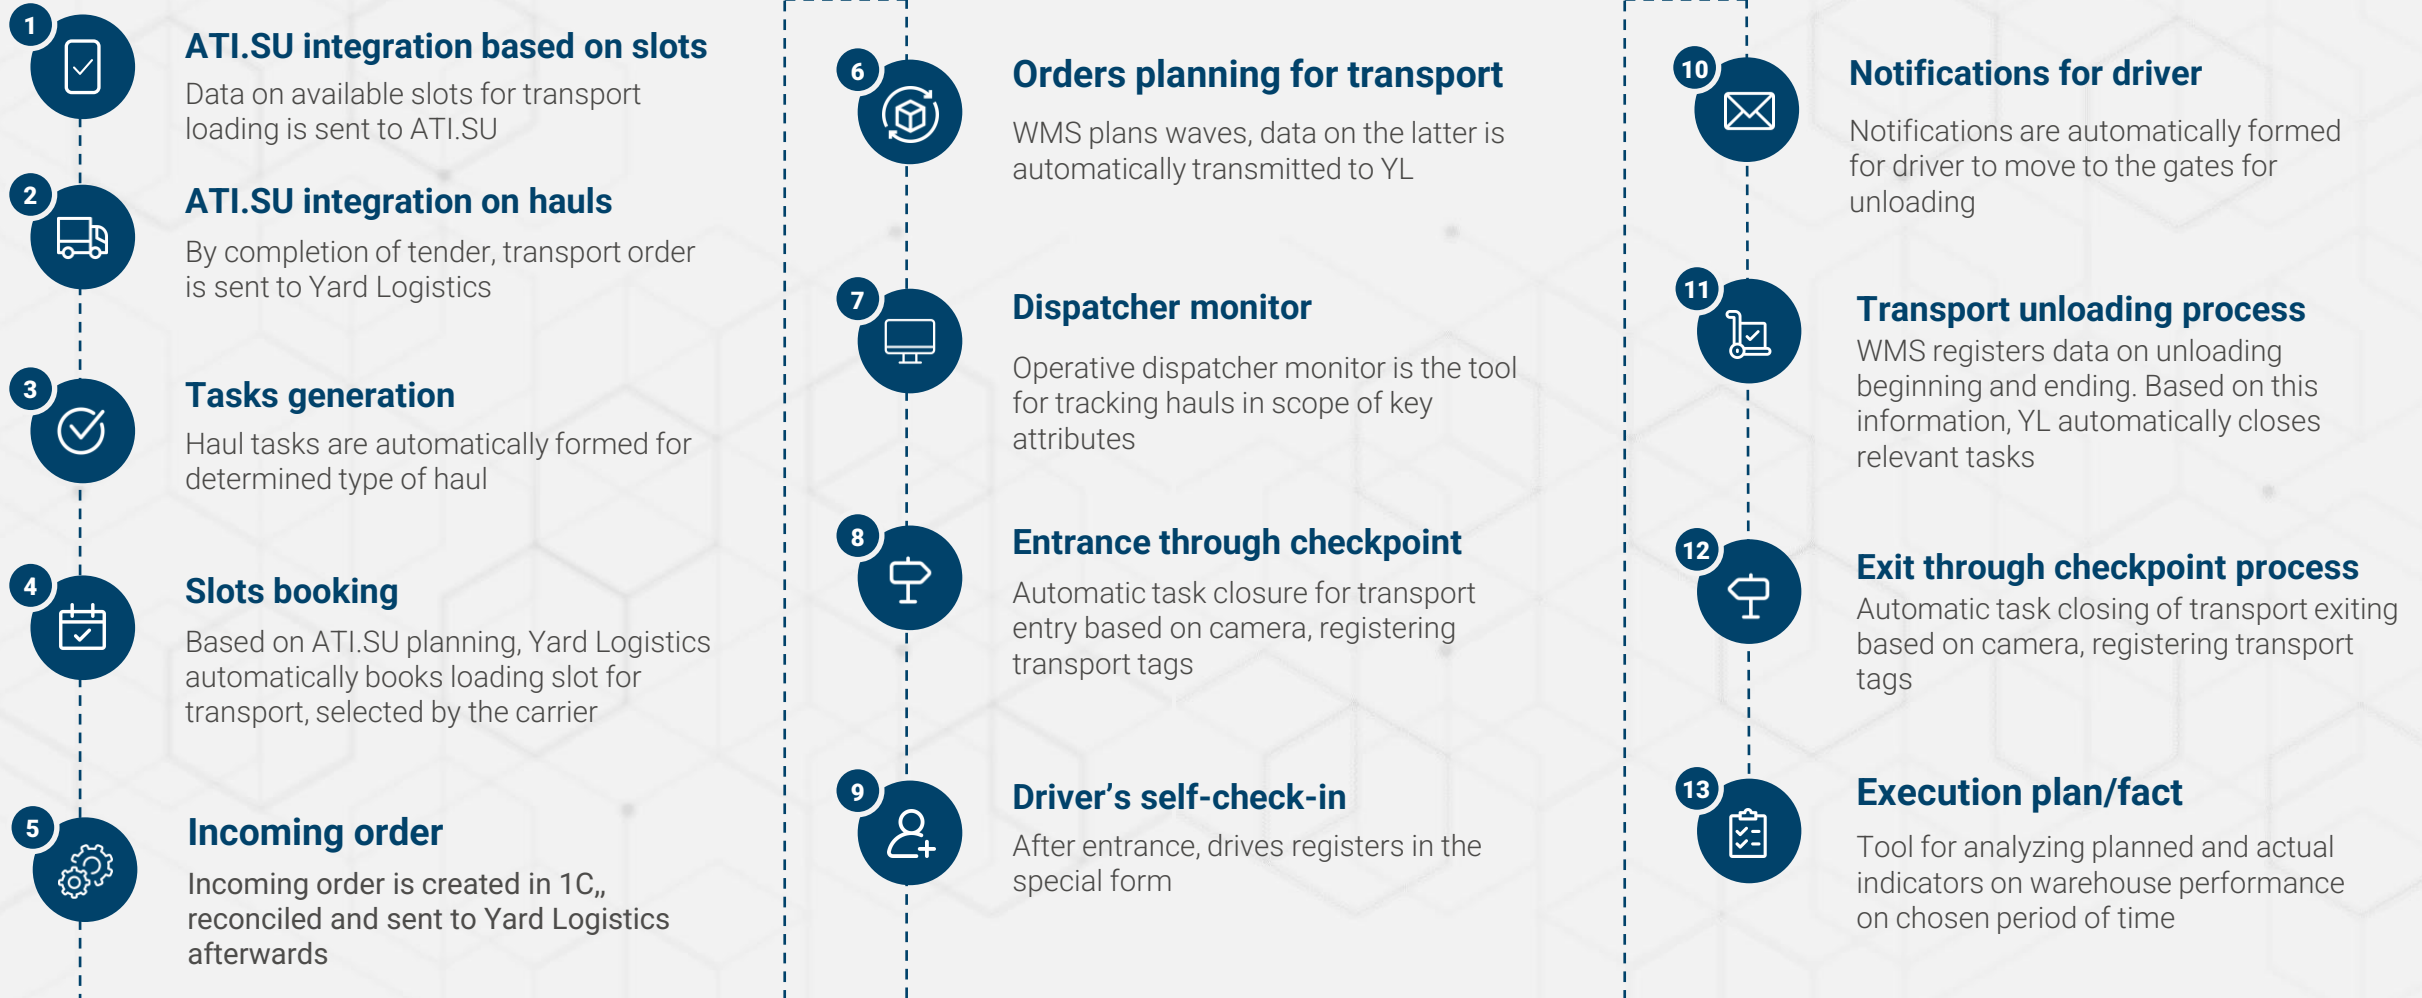 1
ATI.SU integration based on slots
Data on available slots for transport
loading is sent to ATI.SU
2
ATI.SU integration on hauls
By completion of tender, transport order
is sent to Yard Logistics
3
Tasks generation
Haul tasks are automatically formed for
determined type of haul
4
Slots booking
Based on ATI.SU planning, Yard Logistics
automatically books loading slot for
transport, selected by the carrier
5
Incoming order
Incoming order is created in 1C,,
reconciled and sent to Yard Logistics
afterwards
6
Orders planning for transport
WMS plans waves, data on the latter is
automatically transmitted to YL
7
Dispatcher monitor
Operative dispatcher monitor is the tool
for tracking hauls in scope of key
attributes
8
Entrance through checkpoint
Automatic task closure for transport
entry based on camera, registering
transport tags
9
Driver’s self-check-in
After entrance, drives registers in the
special form
10
Notifications for driver
Notifications are automatically formed
for driver to move to the gates for
unloading
11
Transport unloading process
WMS registers data on unloading
beginning and ending. Based on this
information, YL automatically closes
relevant tasks
12
Exit through checkpoint process
Automatic task closing of transport exiting
based on camera, registering transport
tags
13
Execution plan/fact
Tool for analyzing planned and actual
indicators on warehouse performance
on chosen period of time